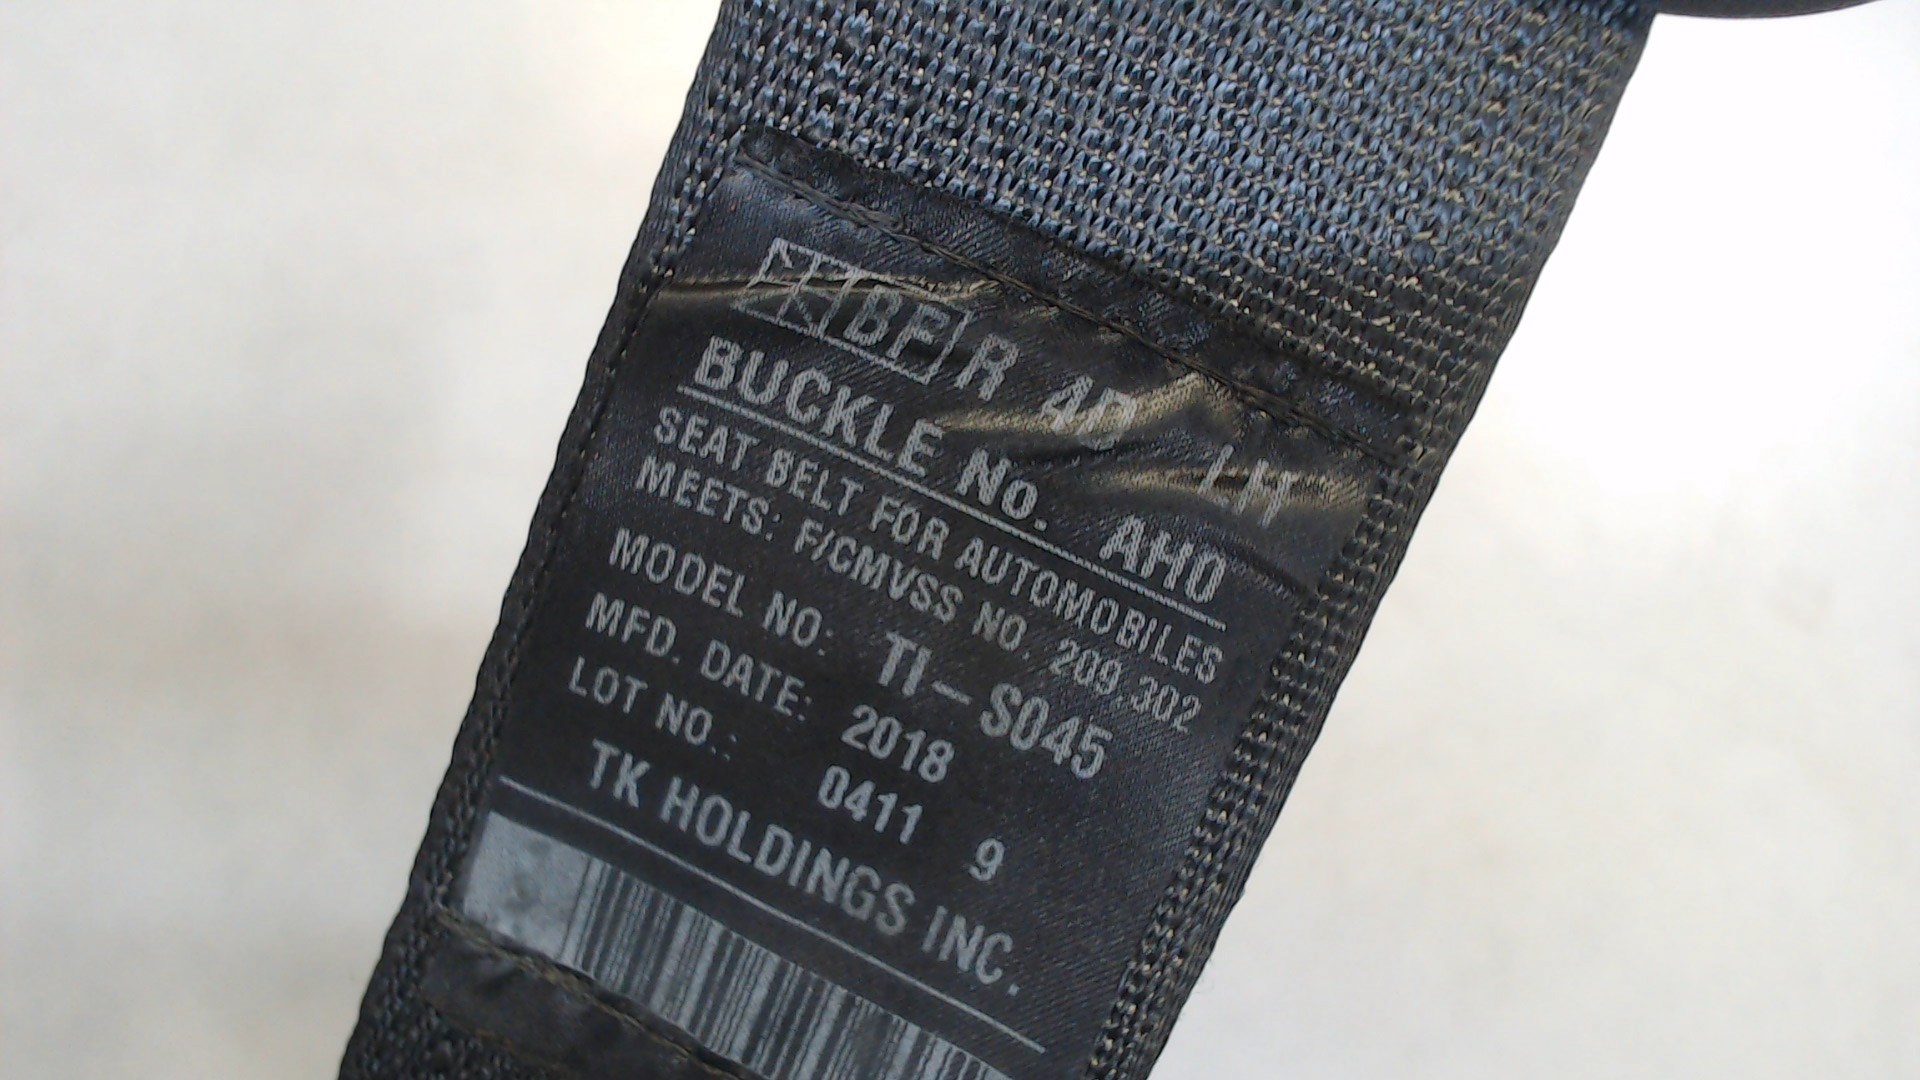 BF R 4D LH
BUCKLE No. AH0
SEAT BELT FOR AUTOMOBILES
MEETS: F/CMVSS NO. 209,302
MODEL NO: TI-S045
MFD. DATE: 2018
LOT NO.: 0411 9
TK HOLDINGS INC.